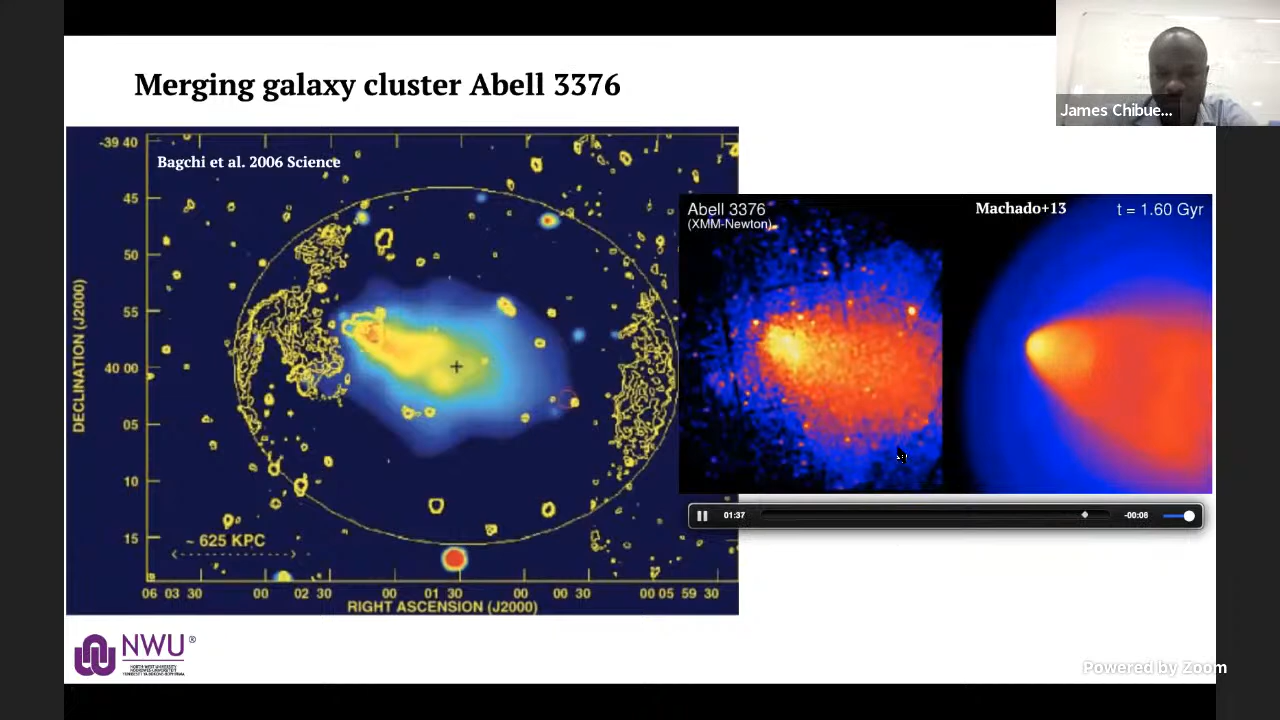 Merging galaxy cluster Abell 3376
James Chibue...
Bagchi et al. 2006 Science
-39 40
45
50
55
40 00
05
10
15
DECLINATION (J2000)
~ 625 KPC
06 03 30
00
02 30
00
01 30
00
00 30
00 05 59 30
RIGHT ASCENSION (J2000)
Abell 3376
(XMM-Newton)
Machado+13
t = 1.60 Gyr
01:37
-00:06
NWU®
Powered by Zoom